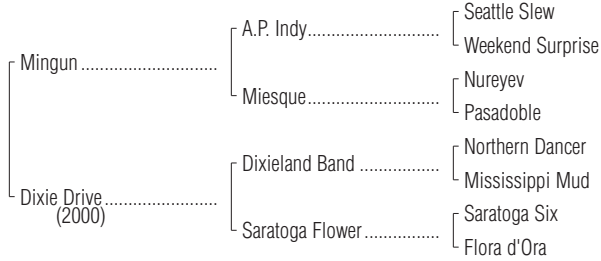 Seattle Slew
A.P. Indy
Weekend Surprise
Mingun
Nureyev
Miesque
Pasadoble
Northern Dancer
Dixieland Band
Mississippi Mud
Dixie Drive
(2000)
Saratoga Six
Saratoga Flower
Flora d'Ora